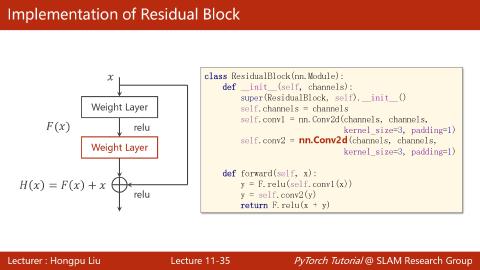 Implementation of Residual Block
x
Weight Layer
F(x)
relu
Weight Layer
H(x) = F(x) + x
relu
class ResidualBlock(nn.Module):
    def __init__(self, channels):
        super(ResidualBlock, self).__init__()
        self.channels = channels
        self.conv1 = nn.Conv2d(channels, channels,
                               kernel_size=3, padding=1)
        self.conv2 = nn.Conv2d(channels, channels,
                               kernel_size=3, padding=1)
    def forward(self, x):
        y = F.relu(self.conv1(x))
        y = self.conv2(y)
        return F.relu(x + y)
Lecturer : Hongpu Liu
Lecture 11-35
PyTorch Tutorial @ SLAM Research Group